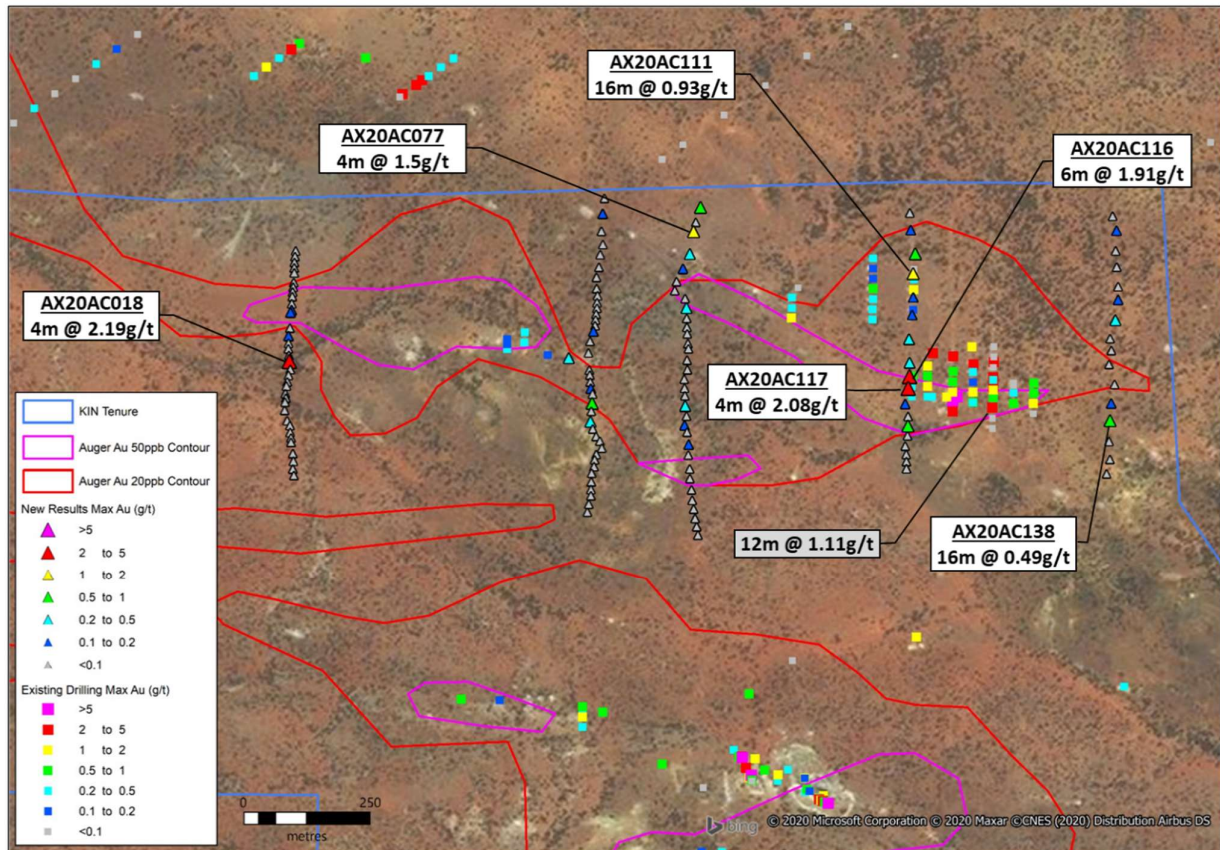 AX20AC111
16m @ 0.93g/t
AX20AC077
4m @ 1.5g/t
AX20AC116
6m @ 1.91g/t
AX20AC018
4m @ 2.19g/t
AX20AC117
4m @ 2.08g/t
12m @ 1.11g/t
AX20AC138
16m @ 0.49g/t
KIN Tenure
Auger Au 50ppb Contour
Auger Au 20ppb Contour
New Results Max Au (g/t)
>5
2 to 5
1 to 2
0.5 to 1
0.2 to 0.5
0.1 to 0.2
<0.1
Existing Drilling Max Au (g/t)
>5
2 to 5
1 to 2
0.5 to 1
0.2 to 0.5
0.1 to 0.2
<0.1
0 250
metres
bing © 2020 Microsoft Corporation © 2020 Maxar ©CNES (2020) Distribution Airbus DS